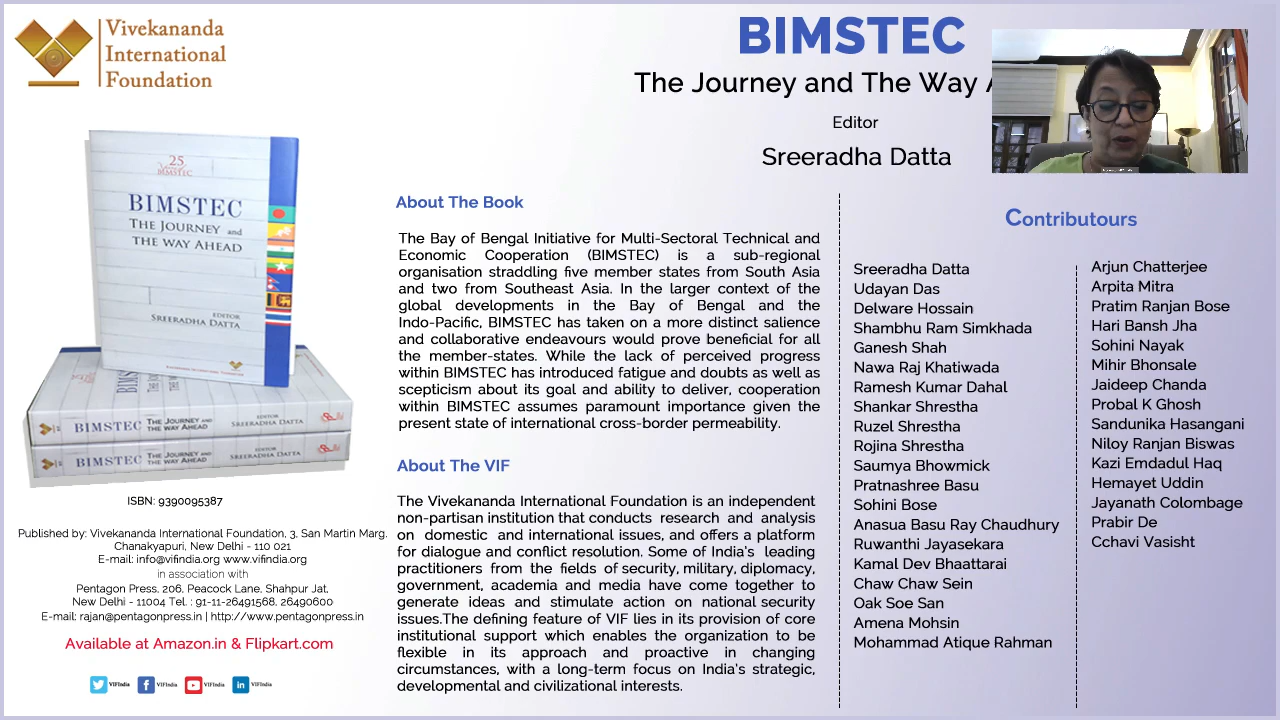 Vivekananda
International
Foundation
BIMSTEC
The Journey and The Way
Editor
Sreeradha Datta
25
BIMSTEC
BIMSTEC
THE JOURNEY and
THE WAY AHEAD
EDITOR
SREERADHA DATTA
BIMSTEC THE JOURNEY AND THE WAY AHEAD EDITOR SREERADHA DATTA
BIMSTEC THE JOURNEY AND THE WAY AHEAD EDITOR SREERADHA DATTA
ISBN: 9390095387
Published by: Vivekananda International Foundation, 3, San Martin Marg.
Chanakyapuri, New Delhi - 110 021
E-mail: info@vifindia.org www.vifindia.org
in association with
Pentagon Press, 206, Peacock Lane, Shahpur Jat,
New Delhi - 11004 Tel. : 91-11-26491568, 26490600
E-mail: rajan@pentagonpress.in | http://www.pentagonpress.in
Available at Amazon.in & Flipkart.com
VIFIndia VIFIndia VIFIndia VIFIndia
About The Book
The Bay of Bengal Initiative for Multi-Sectoral Technical and
Economic Cooperation (BIMSTEC) is a sub-regional
organisation straddling five member states from South Asia
and two from Southeast Asia. In the larger context of the
global developments in the Bay of Bengal and the
Indo-Pacific, BIMSTEC has taken on a more distinct salience
and collaborative endeavours would prove beneficial for all
the member-states. While the lack of perceived progress
within BIMSTEC has introduced fatigue and doubts as well as
scepticism about its goal and ability to deliver, cooperation
within BIMSTEC assumes paramount importance given the
present state of international cross-border permeability.
About The VIF
The Vivekananda International Foundation is an independent
non-partisan institution that conducts research and analysis
on domestic and international issues, and offers a platform
for dialogue and conflict resolution. Some of India's leading
practitioners from the fields of security, military, diplomacy,
government, academia and media have come together to
generate ideas and stimulate action on national security
issues.The defining feature of VIF lies in its provision of core
institutional support which enables the organization to be
flexible in its approach and proactive in changing
circumstances, with a long-term focus on India's strategic,
developmental and civilizational interests.
Contributours
Sreeradha Datta
Udayan Das
Delware Hossain
Shambhu Ram Simkhada
Ganesh Shah
Nawa Raj Khatiwada
Ramesh Kumar Dahal
Shankar Shrestha
Ruzel Shrestha
Rojina Shrestha
Saumya Bhowmick
Pratnashree Basu
Sohini Bose
Anasua Basu Ray Chaudhury
Ruwanthi Jayasekara
Kamal Dev Bhaattarai
Chaw Chaw Sein
Oak Soe San
Amena Mohsin
Mohammad Atique Rahman
Arjun Chatterjee
Arpita Mitra
Pratim Ranjan Bose
Hari Bansh Jha
Sohini Nayak
Mihir Bhonsale
Jaideep Chanda
Probal K Ghosh
Sandunika Hasangani
Niloy Ranjan Biswas
Kazi Emdadul Haq
Hemayet Uddin
Jayanath Colombage
Prabir De
Cchavi Vasisht